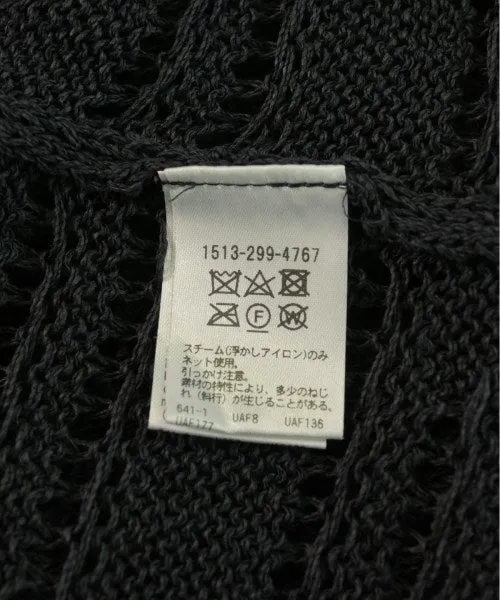 1513-299-4767
F
W
スチーム(浮かしアイロン)のみ
ネット使用。
引っかけ注意。
素材の特性により、多少のねじ
れ(斜行)が生じることがある。
541-1 UAF8 UAF136
UAF177